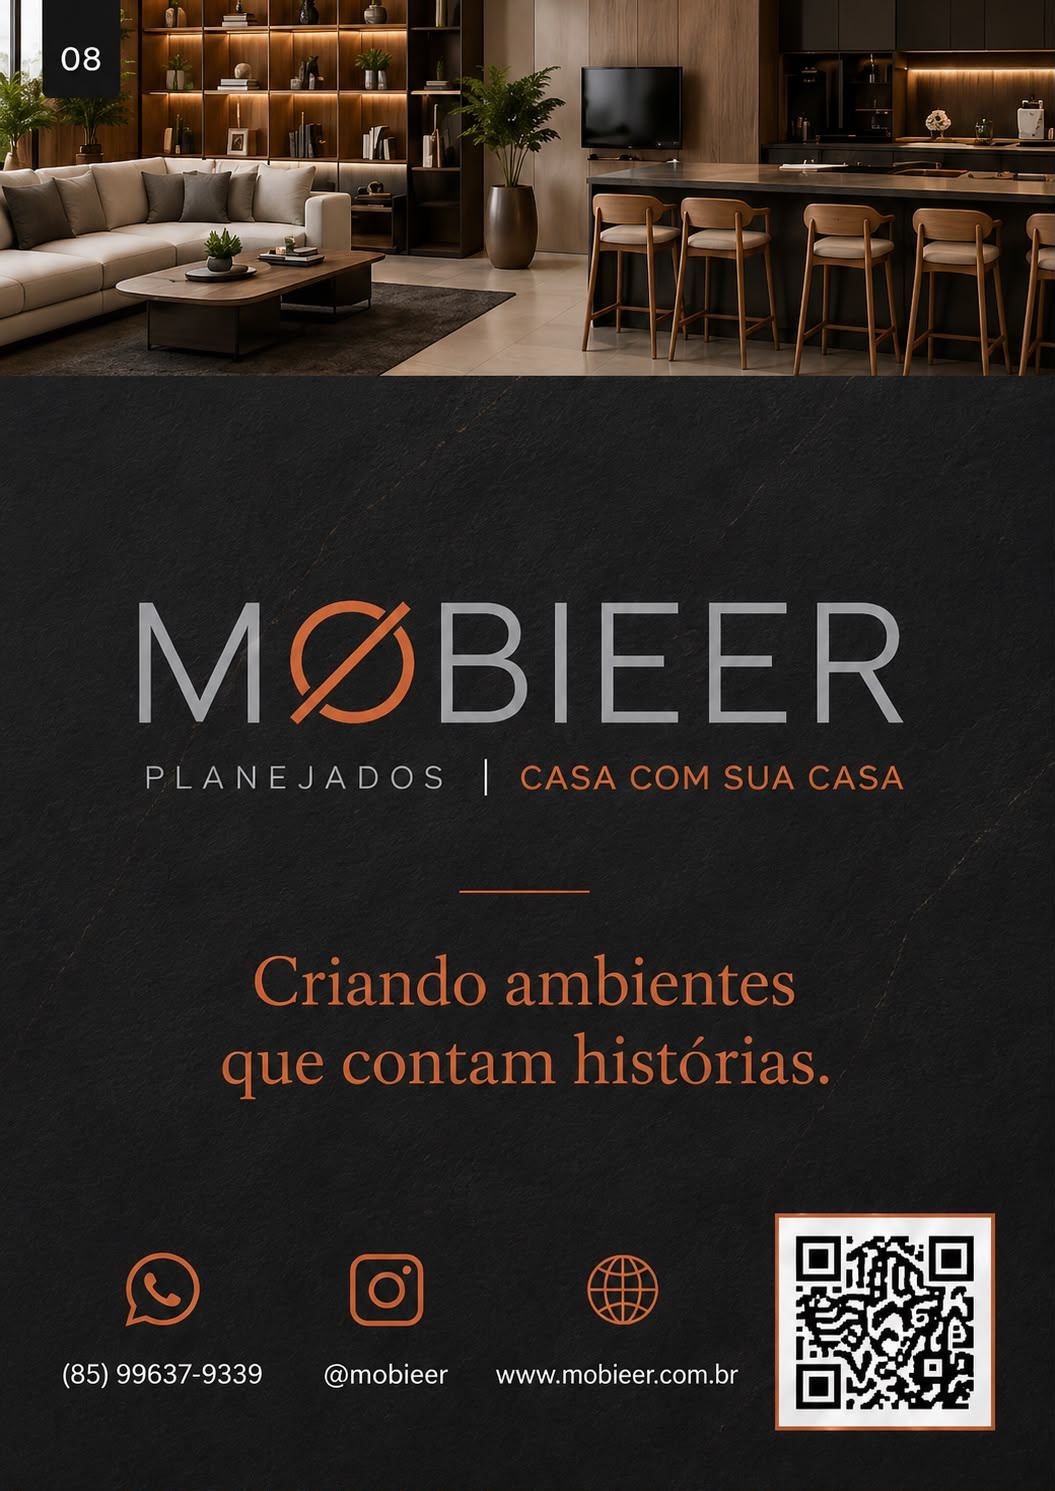 08
MØBIEER
PLANEJADOS | CASA COM SUA CASA
Criando ambientes
que contam histórias.
(85) 99637-9339
@mobieer
www.mobieer.com.br